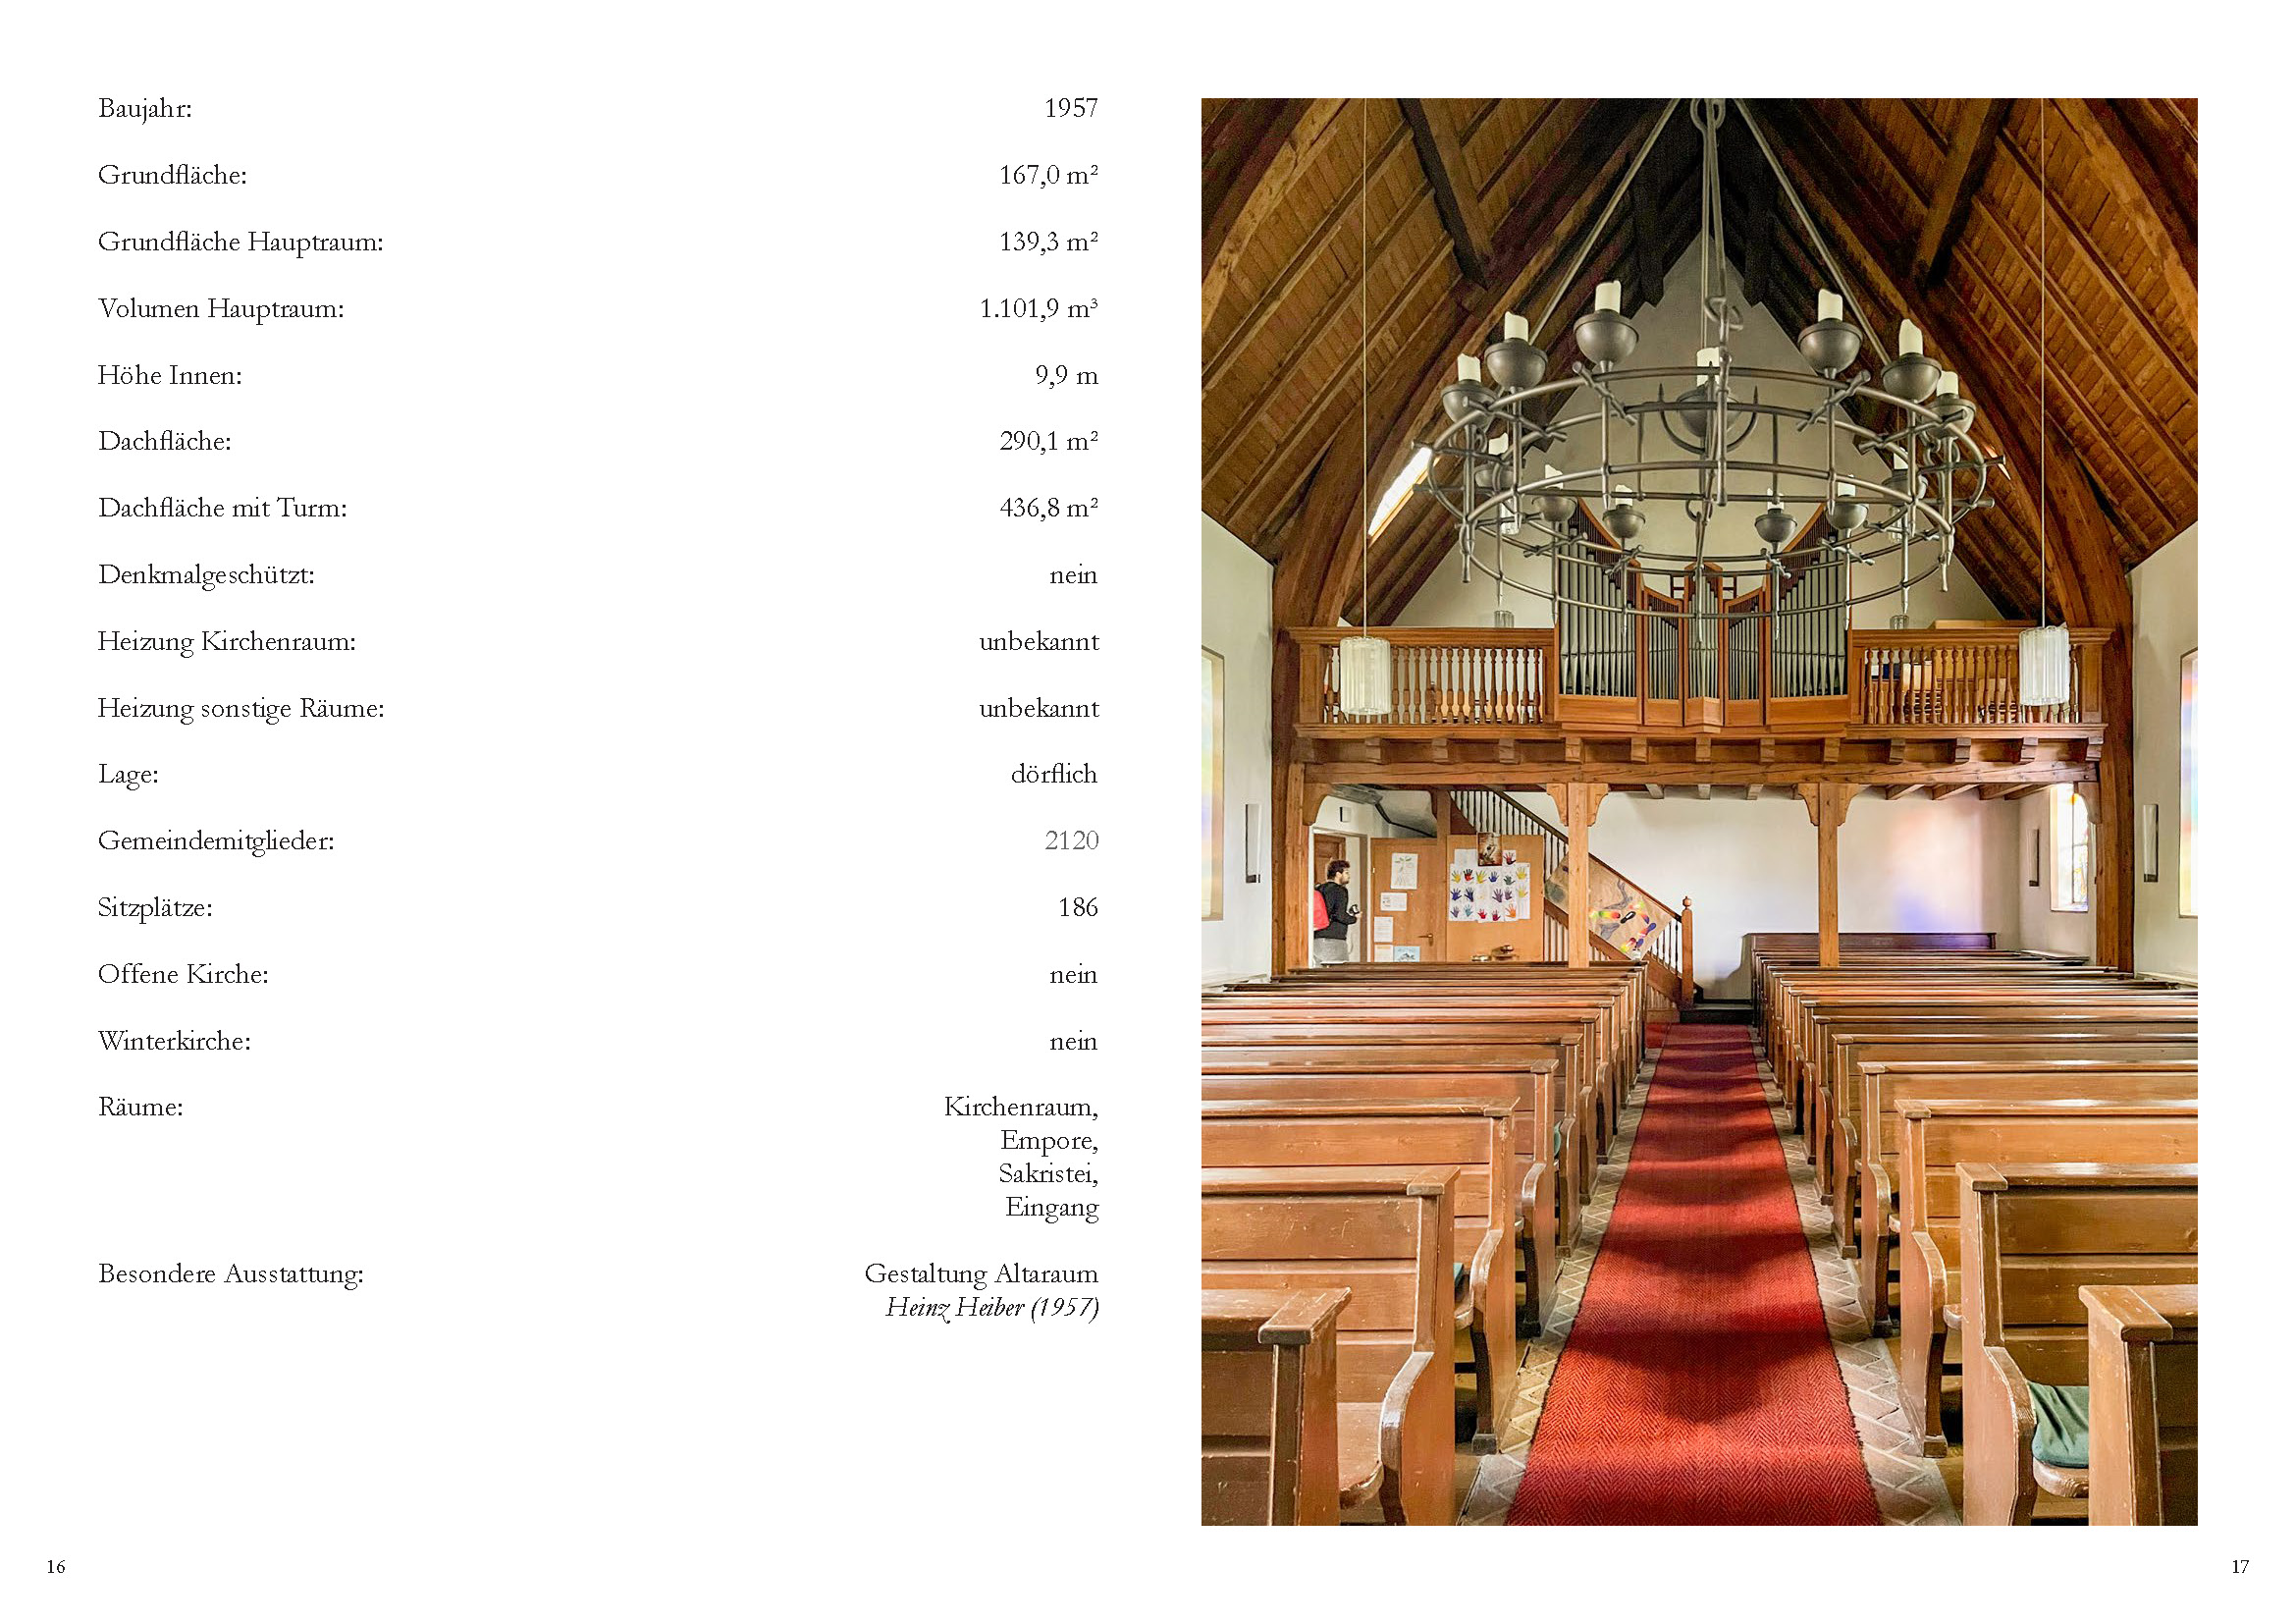 Baujahr: 1957
Grundfläche: 167,0 m²
Grundfläche Hauptraum: 139,3 m²
Volumen Hauptraum: 1.101,9 m³
Höhe Innen: 9,9 m
Dachfläche: 290,1 m²
Dachfläche mit Turm: 436,8 m²
Denkmalgeschützt: nein
Heizung Kirchenraum: unbekannt
Heizung sonstige Räume: unbekannt
Lage: dörflich
Gemeindemitglieder: 2120
Sitzplätze: 186
Offene Kirche: nein
Winterkirche: nein
Räume: Kirchenraum,
Empore,
Sakristei,
Eingang
Besondere Ausstattung: Gestaltung Altaraum
Heinz Heiber (1957)
16
17